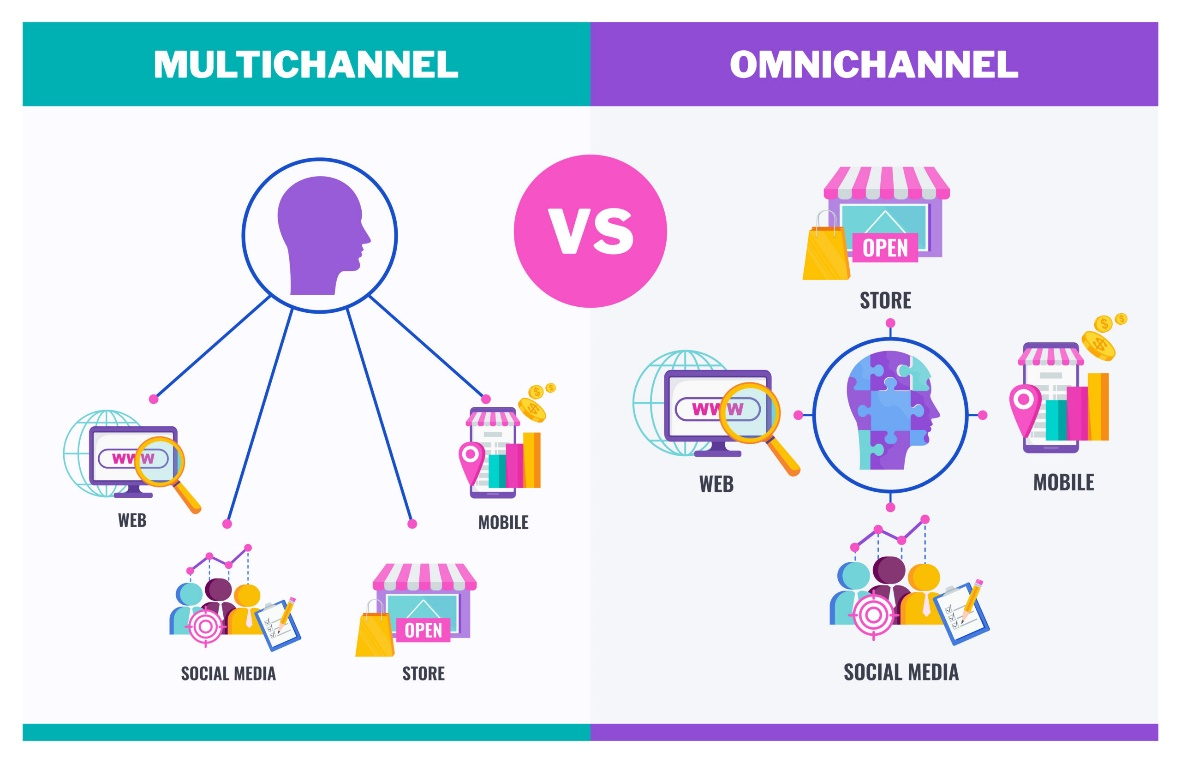 MULTICHANNEL
OMNICHANNEL
VS
WWW
WEB
MOBILE
SOCIAL MEDIA
OPEN
STORE
OPEN
STORE
WWW
WEB
MOBILE
SOCIAL MEDIA